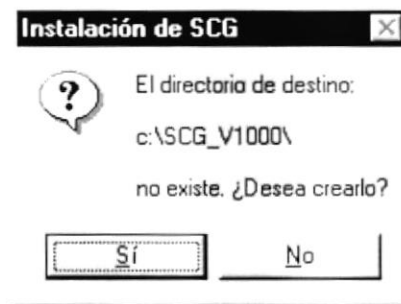 Instalación de SCG
?
El directorio de destino:
c:\SCG_V1000\
no existe. ¿Desea crearlo?
Sí
No